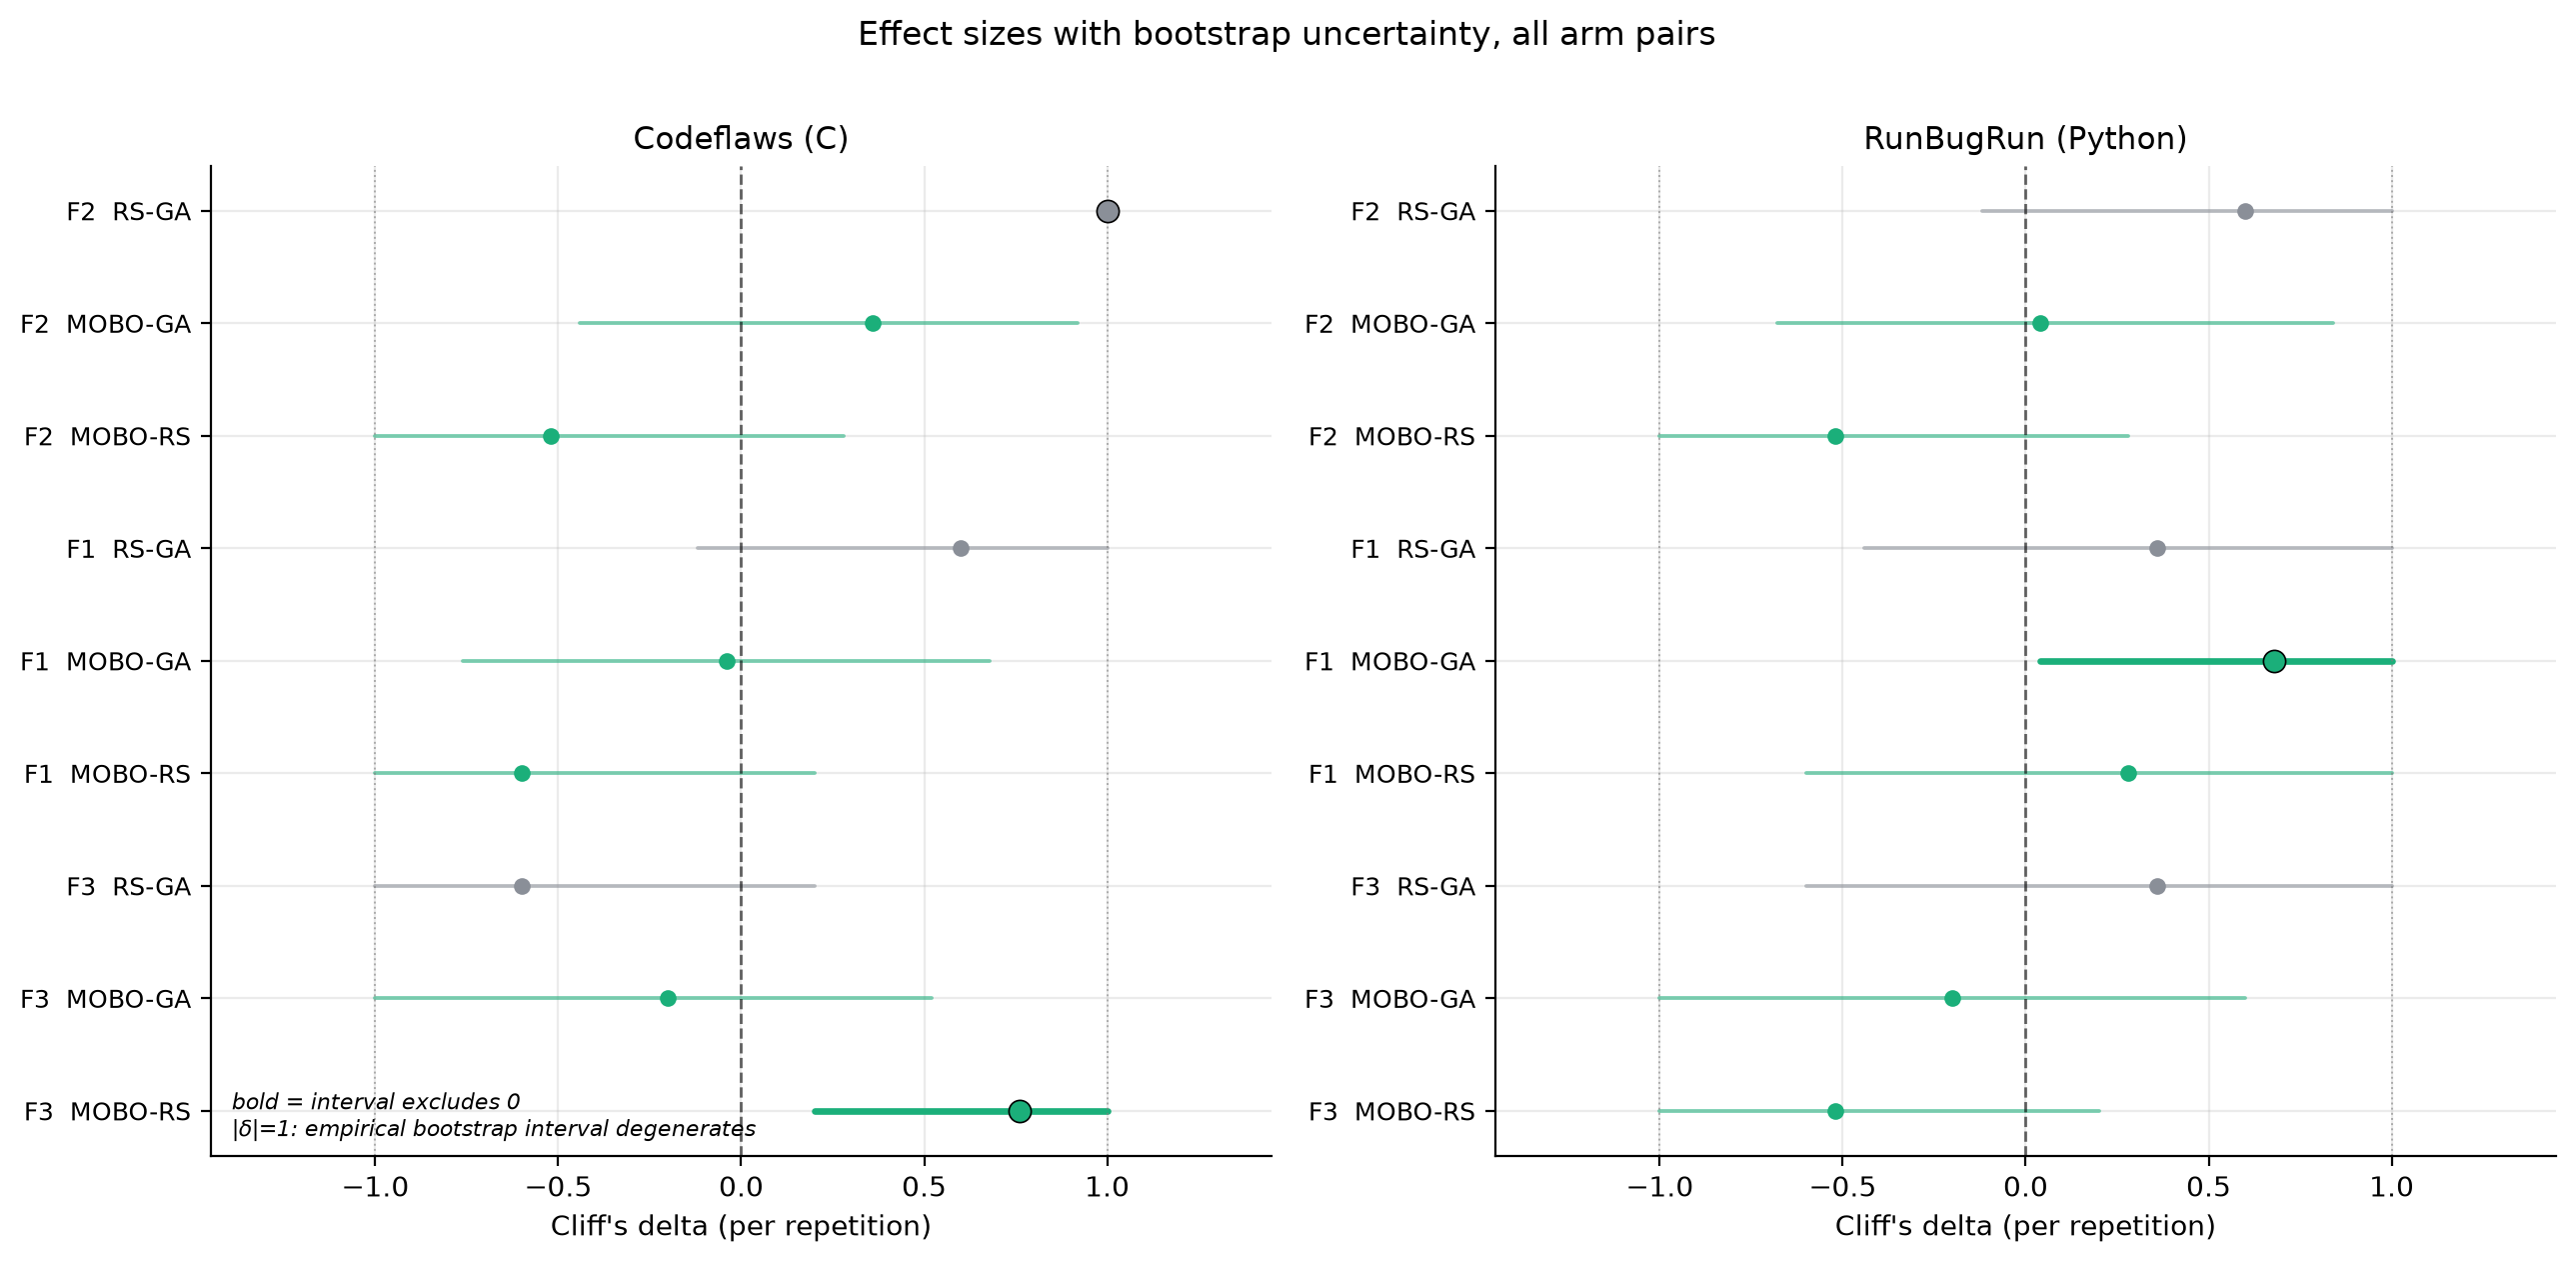 Effect sizes with bootstrap uncertainty, all arm pairs
Codeflaws (C)
F2 RS-GA
F2 MOBO-GA
F2 MOBO-RS
F1 RS-GA
F1 MOBO-GA
F1 MOBO-RS
F3 RS-GA
F3 MOBO-GA
F3 MOBO-RS
bold = interval excludes 0
|δ|=1: empirical bootstrap interval degenerates
−1.0 −0.5 0.0 0.5 1.0
Cliff's delta (per repetition)
RunBugRun (Python)
F2 RS-GA
F2 MOBO-GA
F2 MOBO-RS
F1 RS-GA
F1 MOBO-GA
F1 MOBO-RS
F3 RS-GA
F3 MOBO-GA
F3 MOBO-RS
−1.0 −0.5 0.0 0.5 1.0
Cliff's delta (per repetition)